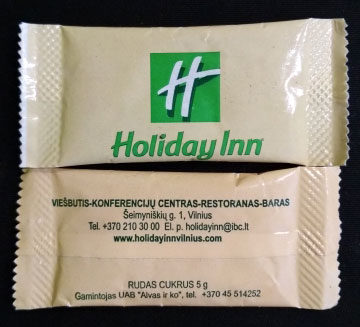 H
Holiday Inn
VIEŠBUTIS-KONFERENCIJŲ CENTRAS-RESTORANAS-BARAS
Šeimyniškių g. 1, Vilnius
Tel. +370 210 30 00 El. p. holidayinn@ibc.lt
www.holidayinnvilnius.com
RUDAS CUKRUS 5 g
Gamintojas UAB "Alvas ir ko", tel. +370 45 514252